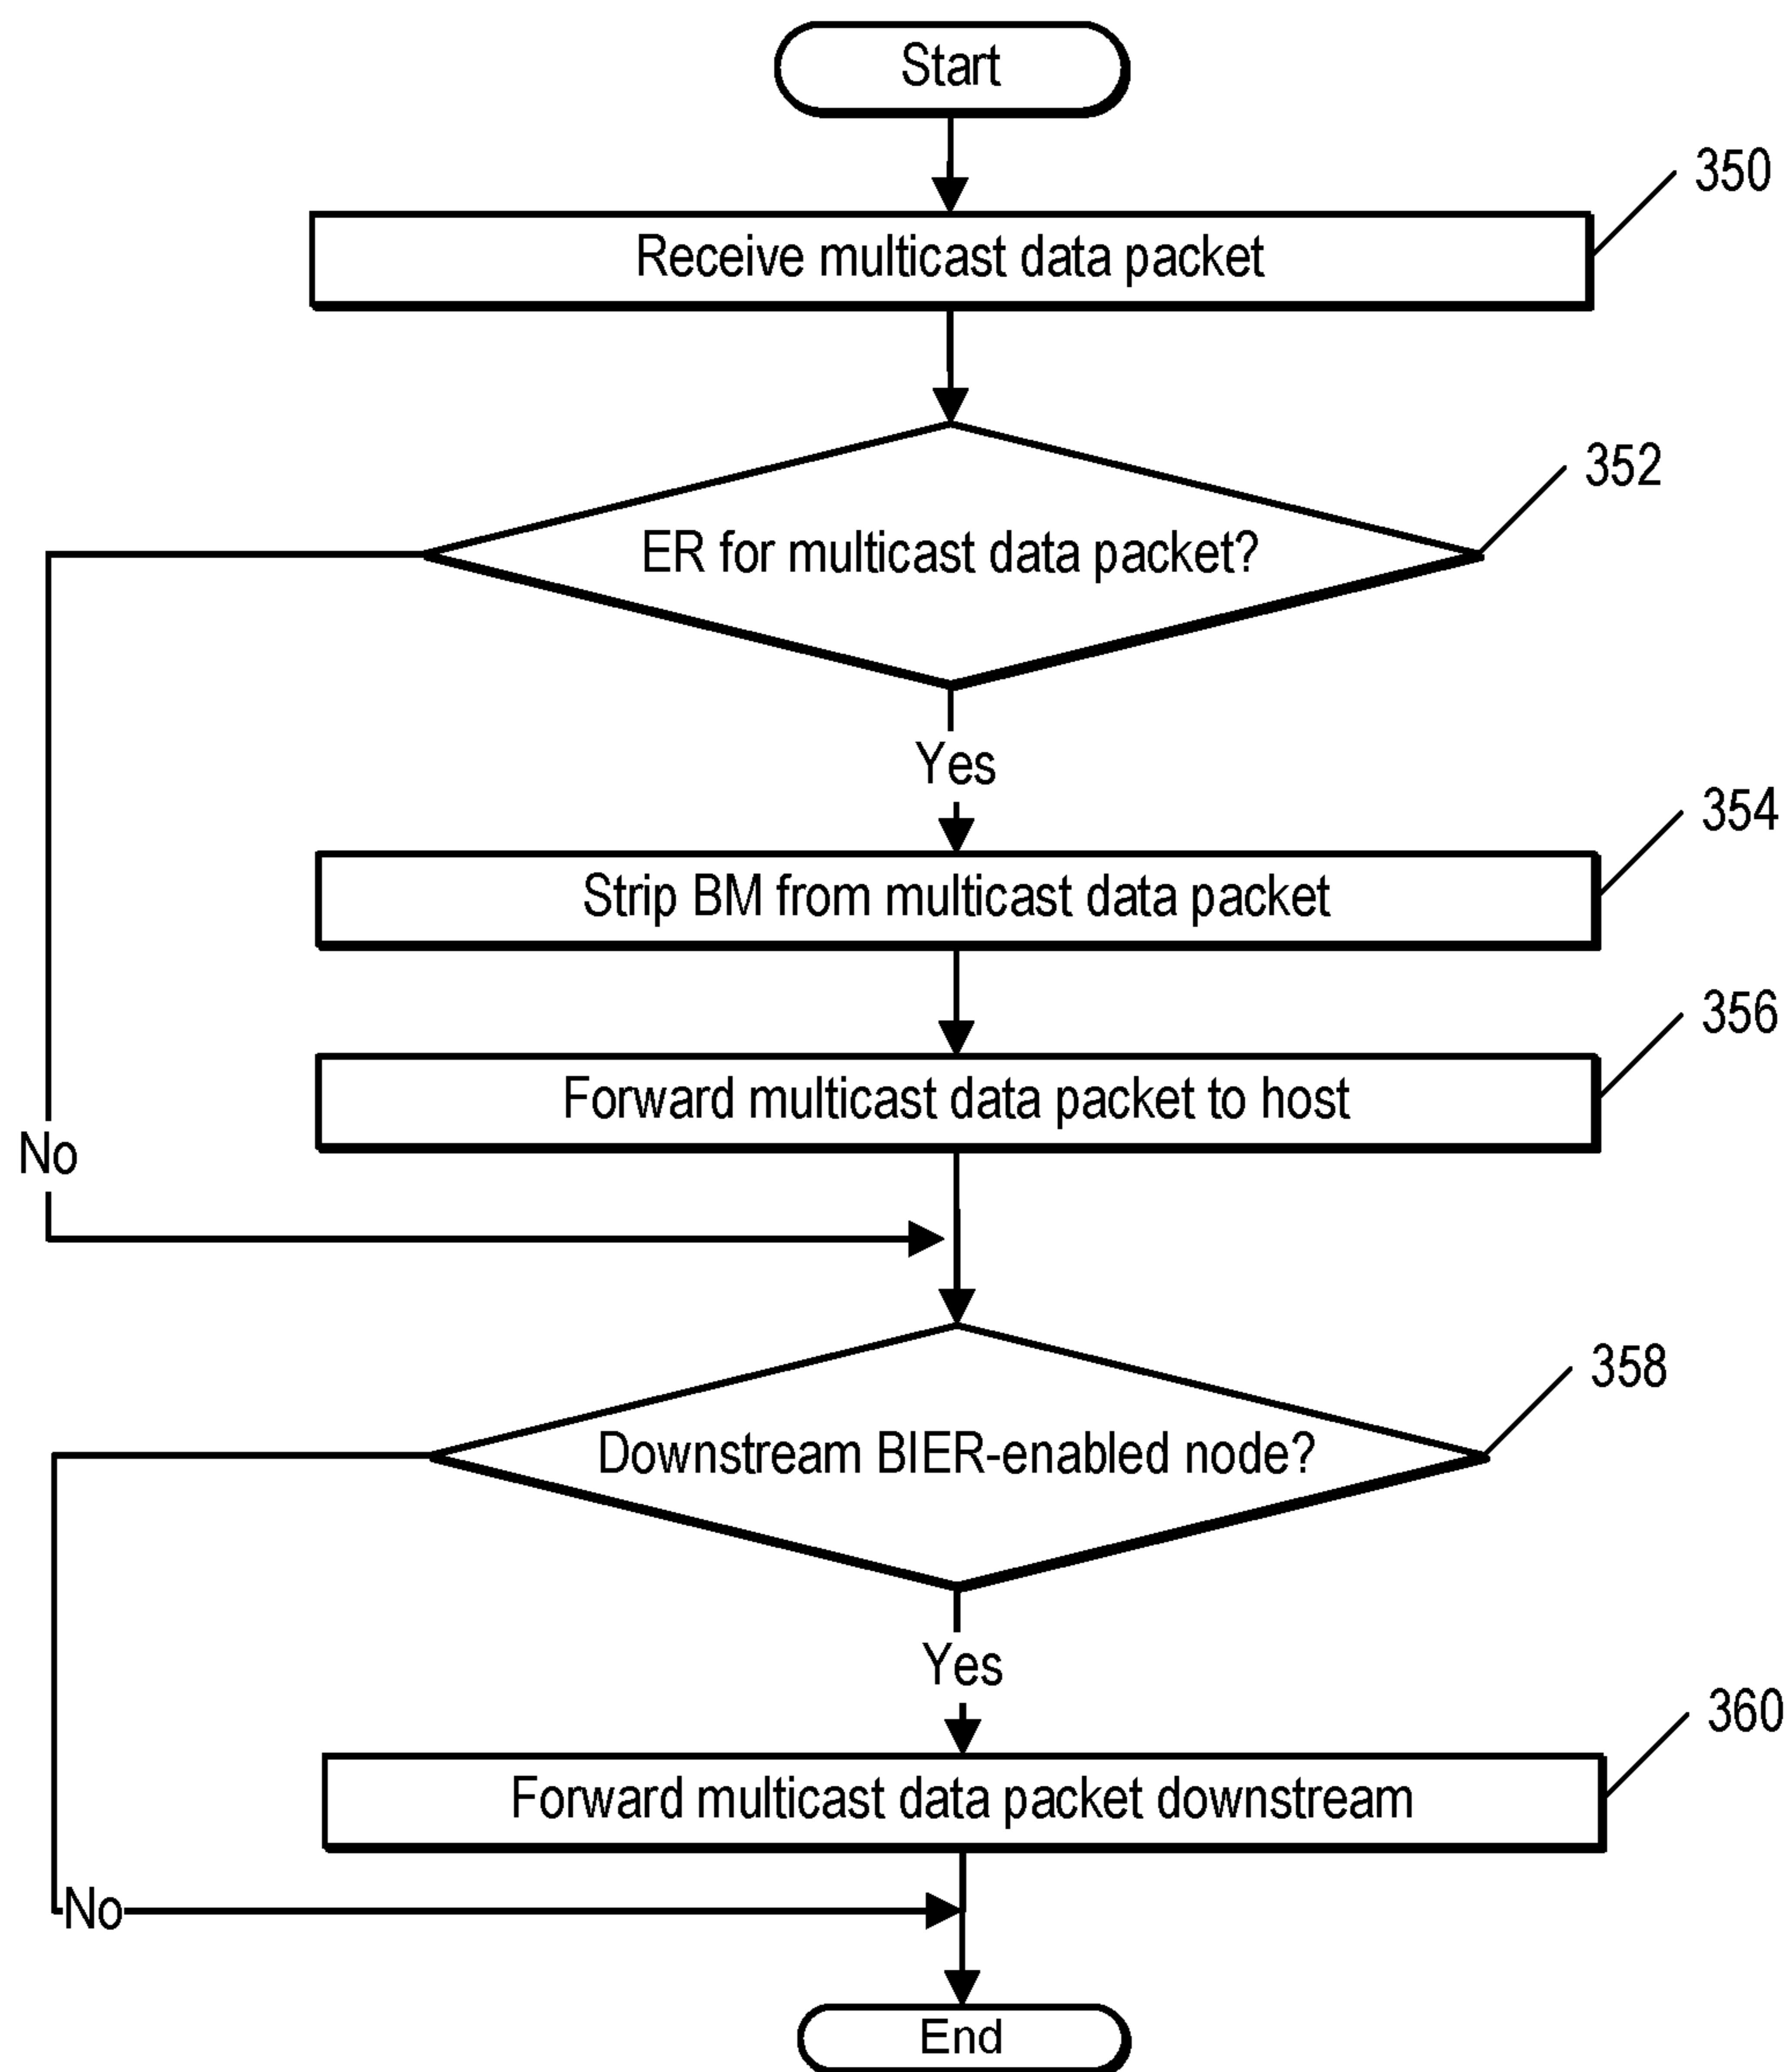 Start
350
Receive multicast data packet
352
ER for multicast data packet?
Yes
354
Strip BM from multicast data packet
356
Forward multicast data packet to host
No
358
Downstream BIER-enabled node?
Yes
360
Forward multicast data packet downstream
No
End